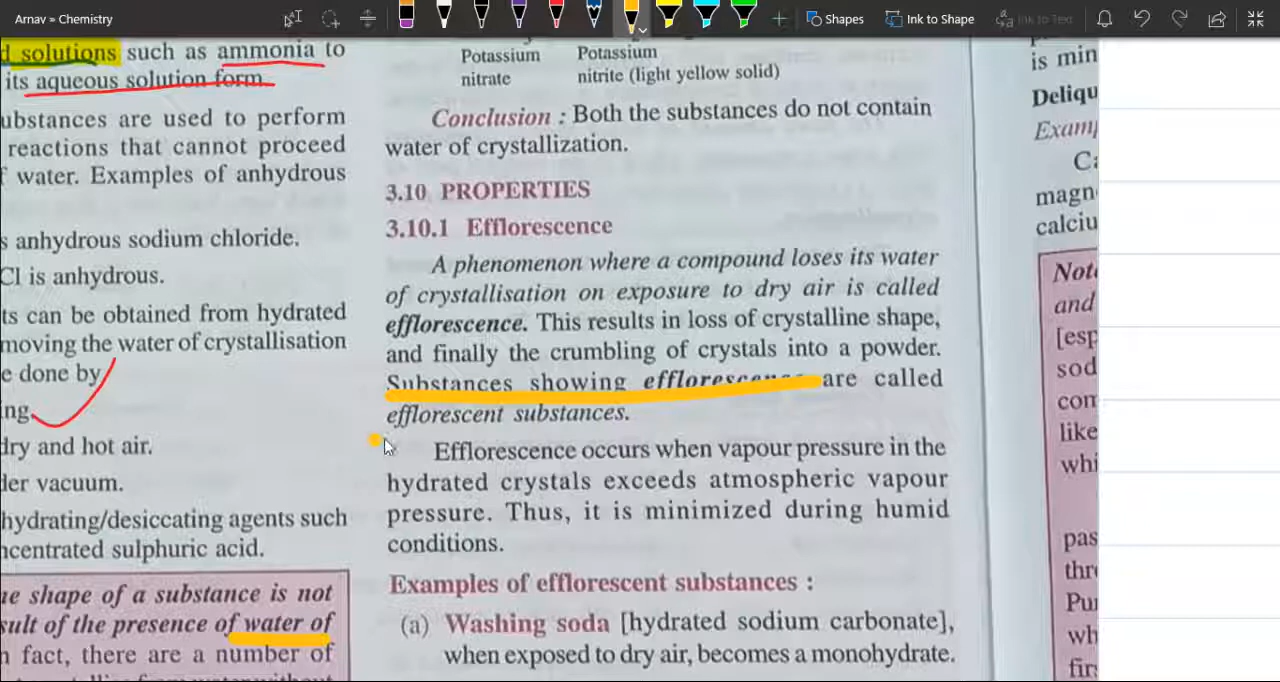 Arnav » Chemistry
Shapes
Ink to Shape
Ink to Text
d solutions such as ammonia to
its aqueous solution form.
ubstances are used to perform
reactions that cannot proceed
f water. Examples of anhydrous
s anhydrous sodium chloride.
Cl is anhydrous.
ts can be obtained from hydrated
moving the water of crystallisation
e done by
ing
dry and hot air.
der vacuum.
hydrating/desiccating agents such
ncentrated sulphuric acid.
ne shape of a substance is not
sult of the presence of water of
n fact, there are a number of
Potassium Potassium
nitrate nitrite (light yellow solid)
Conclusion : Both the substances do not contain
water of crystallization.
3.10 PROPERTIES
3.10.1 Efflorescence
A phenomenon where a compound loses its water
of crystallisation on exposure to dry air is called
efflorescence. This results in loss of crystalline shape,
and finally the crumbling of crystals into a powder.
Substances showing efflorescence are called
efflorescent substances.
Efflorescence occurs when vapour pressure in the
hydrated crystals exceeds atmospheric vapour
pressure. Thus, it is minimized during humid
conditions.
Examples of efflorescent substances :
(a) Washing soda [hydrated sodium carbonate],
when exposed to dry air, becomes a monohydrate.
is min
Deliqu
Exam
Ca
magn
calciu
Not
and
[esp
sod
con
like
whi
pas
thr
Pu
wh
fir